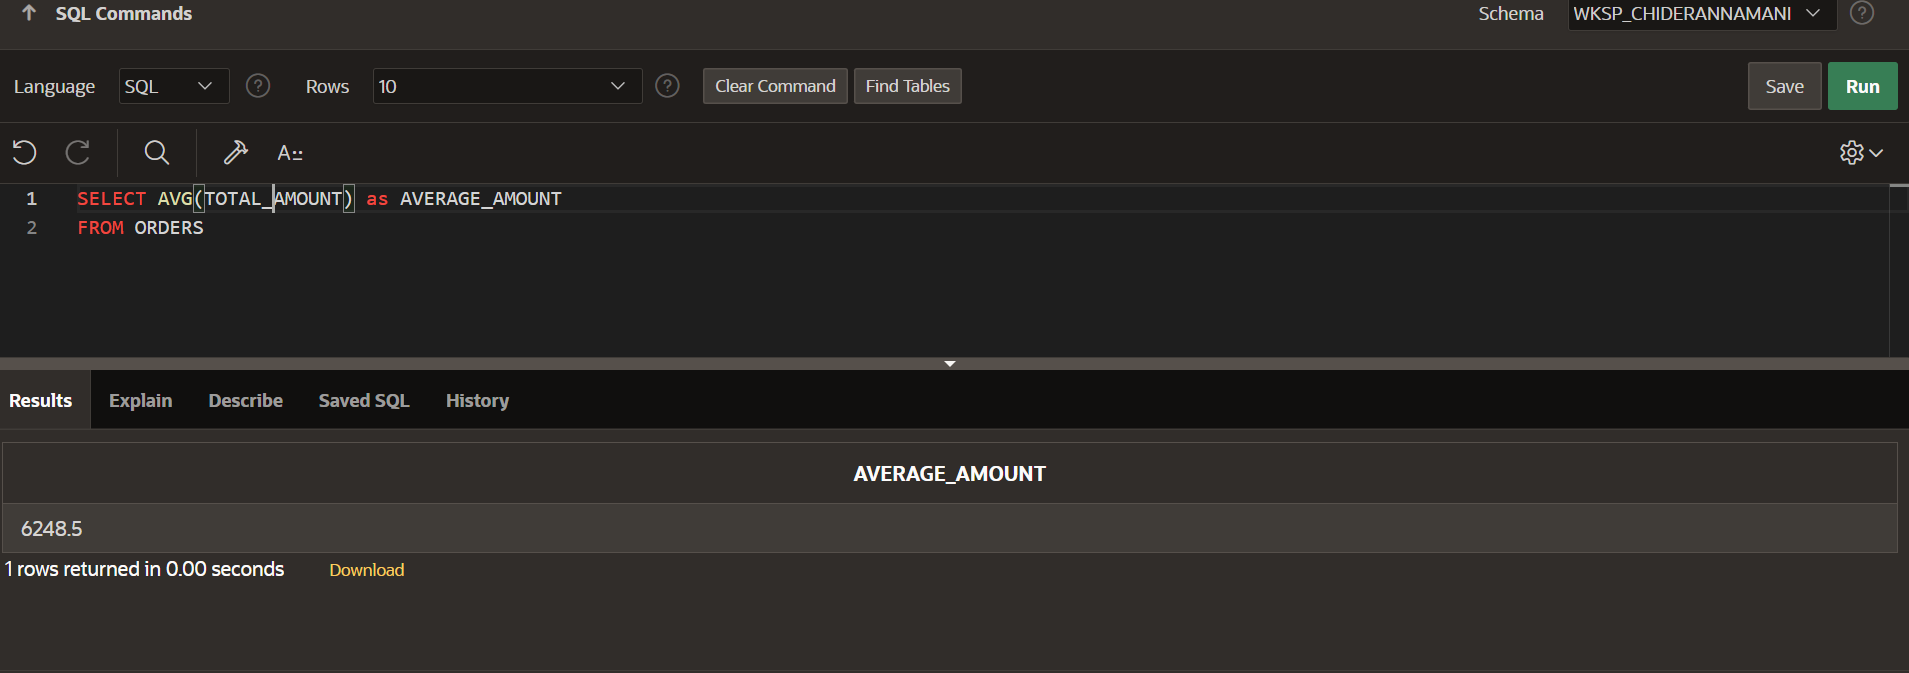 SQL Commands Schema WKSP_CHIDERANNAMANI ?
Language SQL ? Rows 10 ? Clear Command Find Tables Save Run
A::
1 SELECT AVG(TOTAL_AMOUNT) as AVERAGE_AMOUNT
2 FROM ORDERS
Results Explain Describe Saved SQL History
AVERAGE_AMOUNT
6248.5
1 rows returned in 0.00 seconds Download